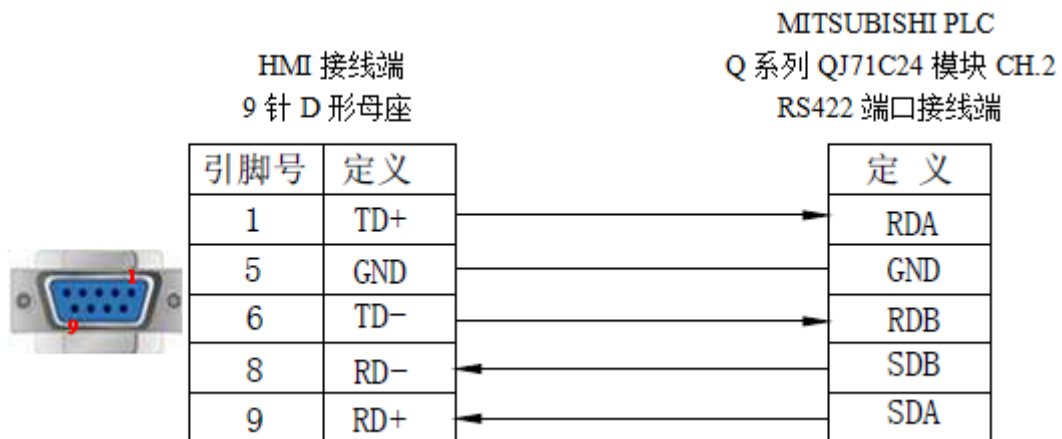 MITSUBISHI PLC
HMI 接线端
Q 系列 QJ71C24 模块 CH.2
9 针 D 形母座
RS422 端口接线端
引脚号 定义 定 义
1 TD+ RDA
5 GND GND
6 TD- RDB
8 RD- SDB
9 RD+ SDA
1
9